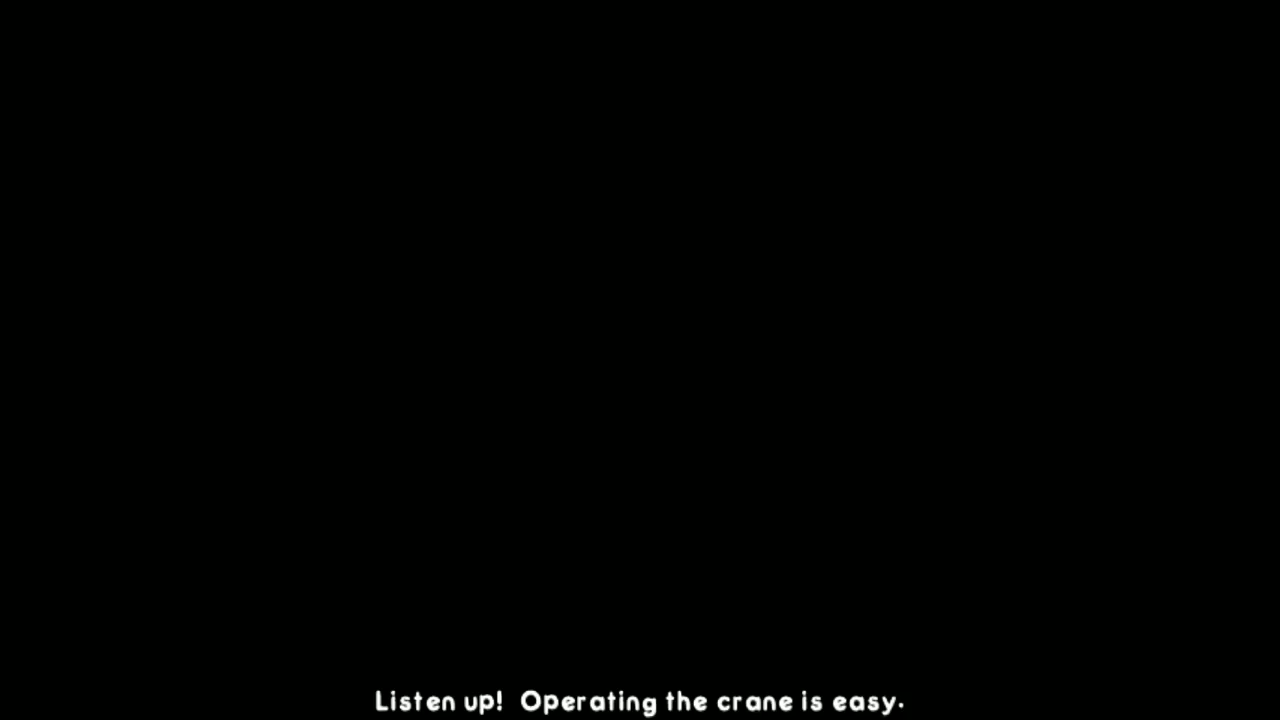 Listen up!  Operating the crane is easy.